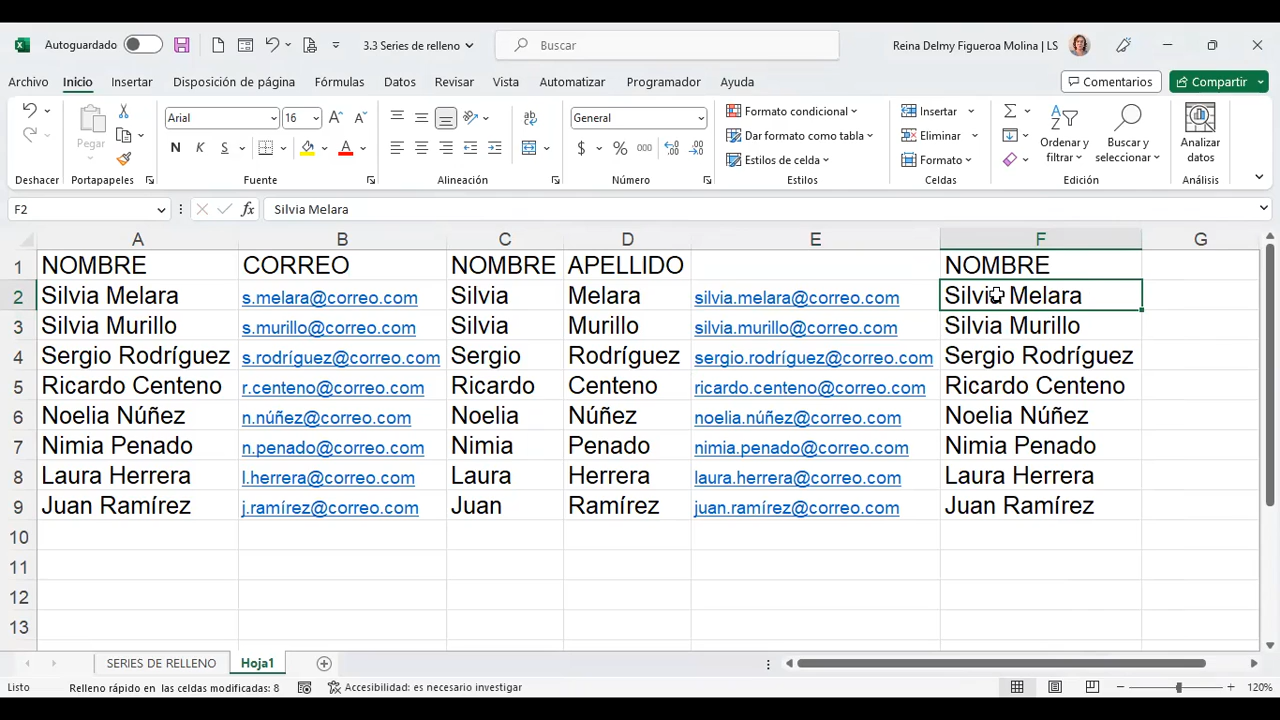 Autoguardado 3.3 Series de relleno Buscar Reina Delmy Figueroa Molina | LS
Archivo Inicio Insertar Disposición de página Fórmulas Datos Revisar Vista Automatizar Programador Ayuda Comentarios Compartir
Pegar Arial 16 N K S General $ % 000 Formato condicional Dar formato como tabla Estilos de celda Insertar Eliminar Formato Ordenar y filtrar Buscar y seleccionar Analizar datos
Deshacer Portapapeles Fuente Alineación Número Estilos Celdas Edición Análisis
F2 fx Silvia Melara
A B C D E F G
1 NOMBRE CORREO NOMBRE APELLIDO NOMBRE
2 Silvia Melara s.melara@correo.com Silvia Melara silvia.melara@correo.com Silvia Melara
3 Silvia Murillo s.murillo@correo.com Silvia Murillo silvia.murillo@correo.com Silvia Murillo
4 Sergio Rodríguez s.rodríguez@correo.com Sergio Rodríguez sergio.rodríguez@correo.com Sergio Rodríguez
5 Ricardo Centeno r.centeno@correo.com Ricardo Centeno ricardo.centeno@correo.com Ricardo Centeno
6 Noelia Núñez n.núñez@correo.com Noelia Núñez noelia.núñez@correo.com Noelia Núñez
7 Nimia Penado n.penado@correo.com Nimia Penado nimia.penado@correo.com Nimia Penado
8 Laura Herrera l.herrera@correo.com Laura Herrera laura.herrera@correo.com Laura Herrera
9 Juan Ramírez j.ramírez@correo.com Juan Ramírez juan.ramírez@correo.com Juan Ramírez
10
11
12
13
SERIES DE RELLENO Hoja1
Listo Relleno rápido en las celdas modificadas: 8 Accesibilidad: es necesario investigar 120%